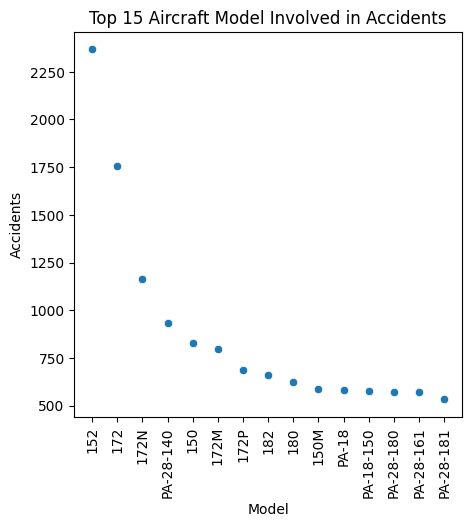 Top 15 Aircraft Model Involved in Accidents
2250
2000
1750
1500
1250
1000
750
500
Accidents
152
172
172N
PA-28-140
150
172M
172P
182
180
150M
PA-18
PA-18-150
PA-28-180
PA-28-161
PA-28-181
Model